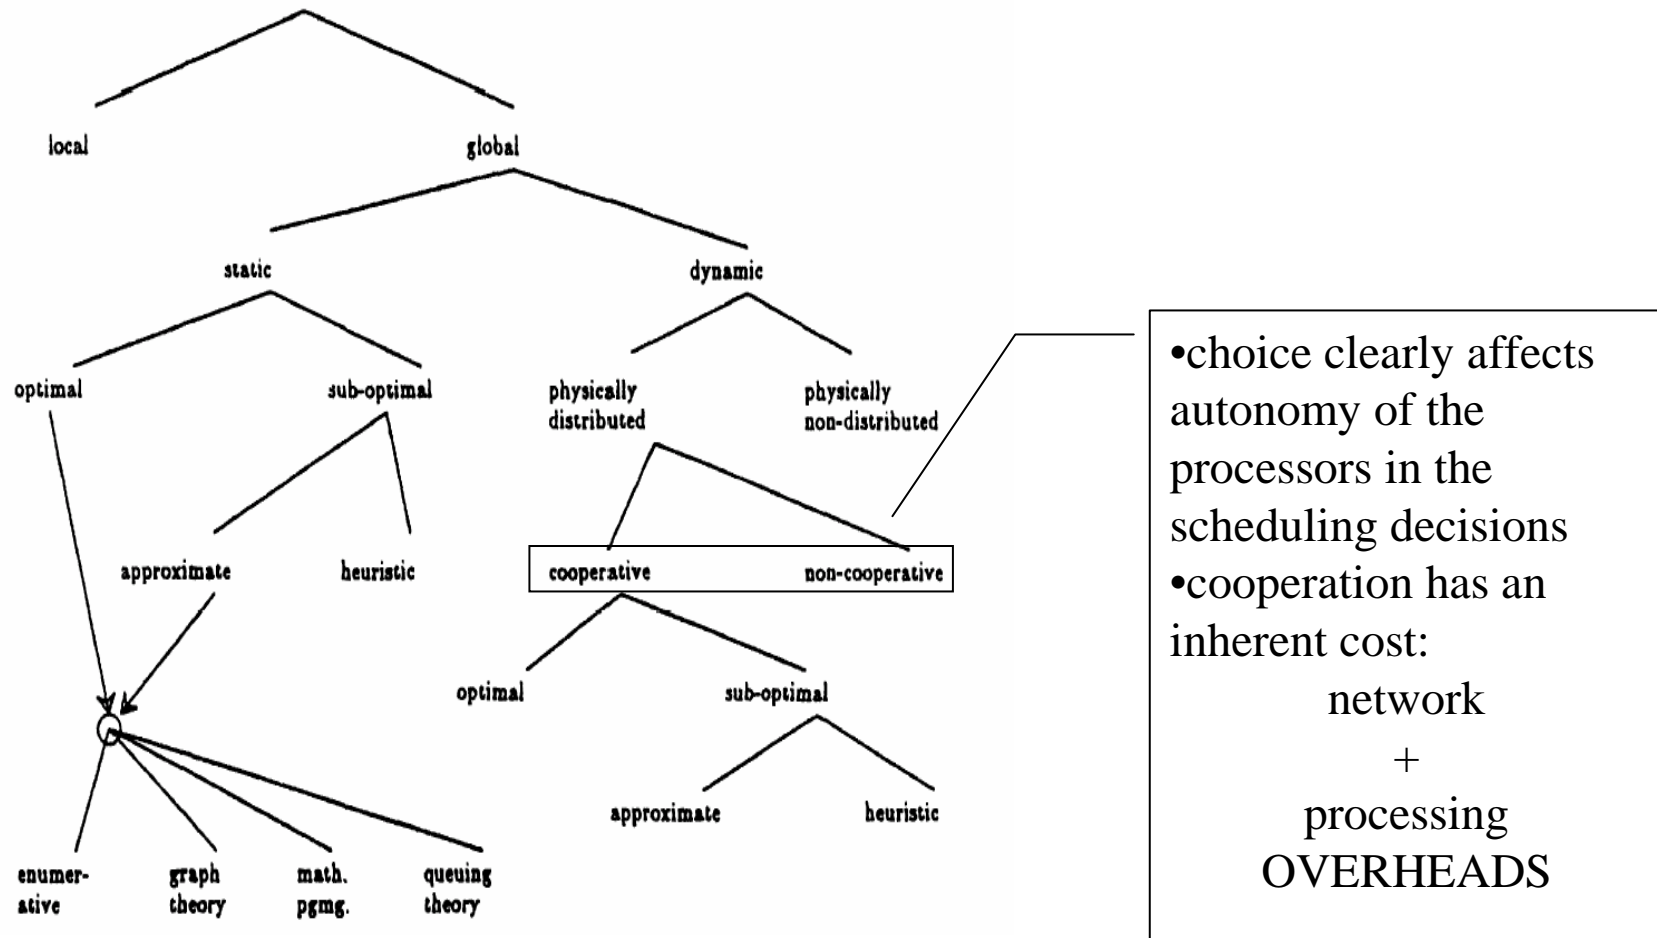 local
global
static
dynamic
optimal
sub-optimal
physically
distributed
physically
non-distributed
approximate
heuristic
cooperative
non-cooperative
optimal
sub-optimal
approximate
heuristic
enumer-
ative
graph
theory
math.
pgmg.
queuing
theory
•choice clearly affects
autonomy of the
processors in the
scheduling decisions
•cooperation has an
inherent cost:
network
+
processing
OVERHEADS